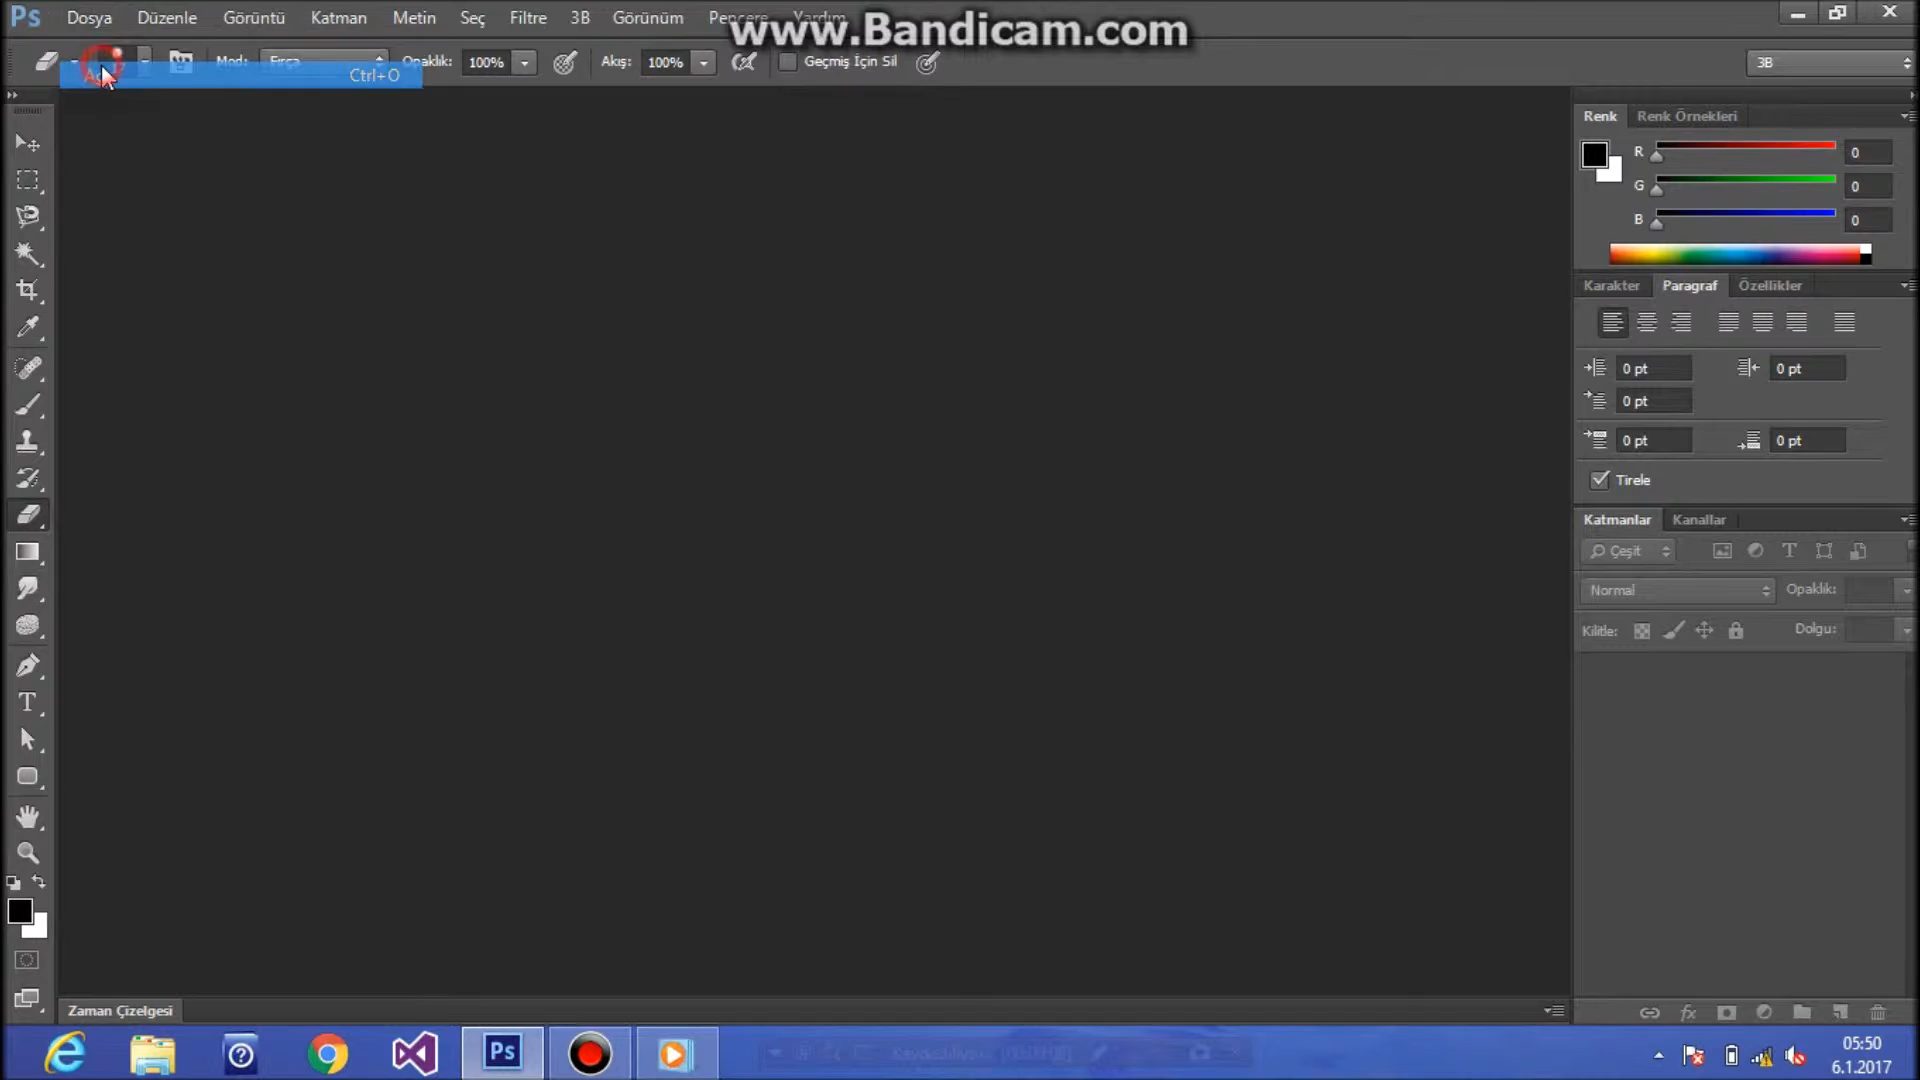 Ps Dosya Düzenle Görüntü Katman Metin Seç Filtre 3B Görünüm Pencere Yardım
www.Bandicam.com
Mod: Fırça Opaklık: 100% Akış: 100% Geçmiş İçin Sil 3B
Ctrl+O
Renk Renk Örnekleri
R 0
G 0
B 0
Karakter Paragraf Özellikler
0 pt 0 pt
0 pt
0 pt 0 pt
Tirele
Katmanlar Kanallar
Çeşit
Normal Opaklık:
Kilitle: Dolgu:
Zaman Çizelgesi
Ps
05:50
6.1.2017